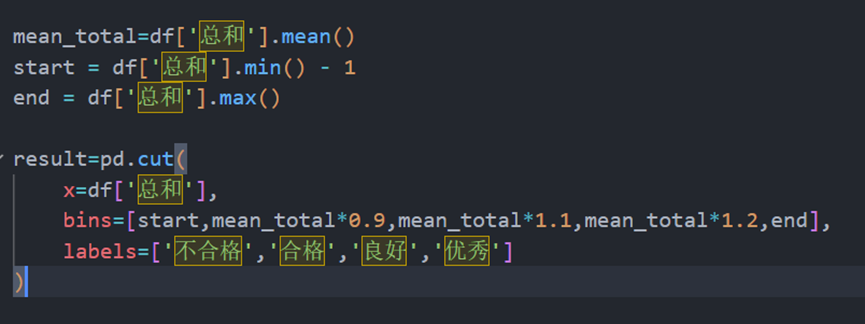 mean_total=df['总和'].mean()
start = df['总和'].min() - 1
end = df['总和'].max()
result=pd.cut(
x=df['总和'],
bins=[start,mean_total*0.9,mean_total*1.1,mean_total*1.2,end],
labels=['不合格','合格','良好','优秀']
)